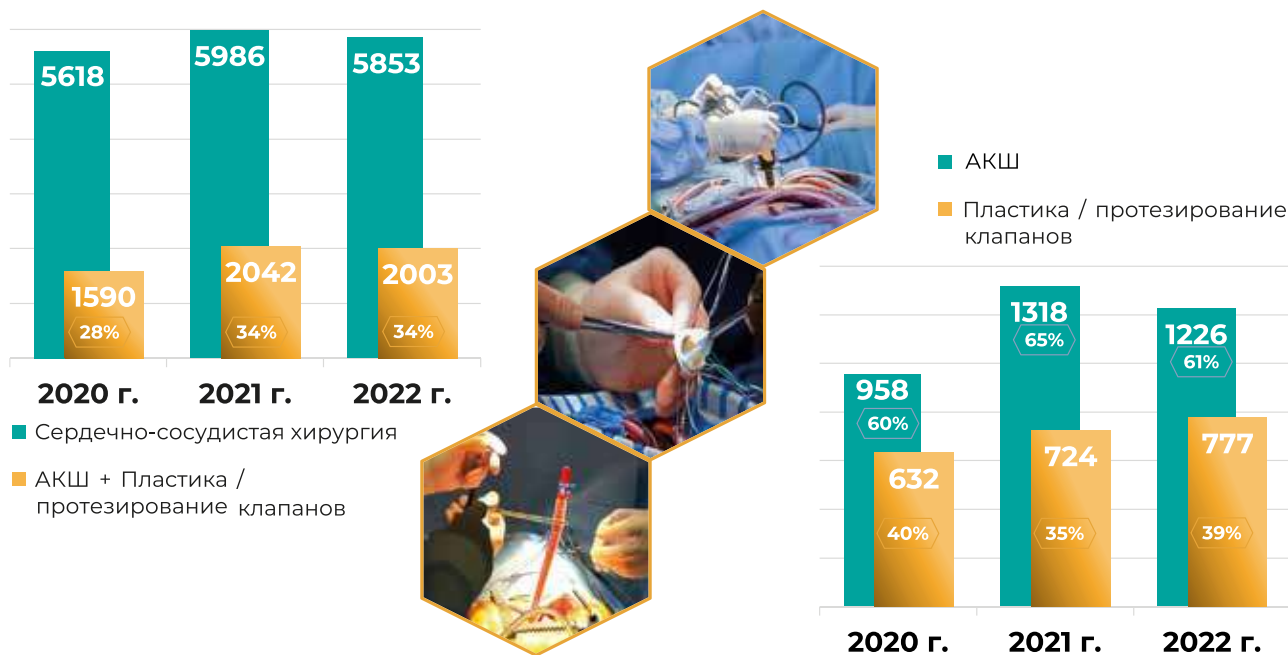 5618
5986
5853
1590
28%
2042
34%
2003
34%
2020 г.
2021 г.
2022 г.
Сердечно-сосудистая хирургия
АКШ + Пластика /
протезирование клапанов
АКШ
Пластика / протезирование
клапанов
958
60%
1318
65%
1226
61%
632
40%
724
35%
777
39%
2020 г.
2021 г.
2022 г.